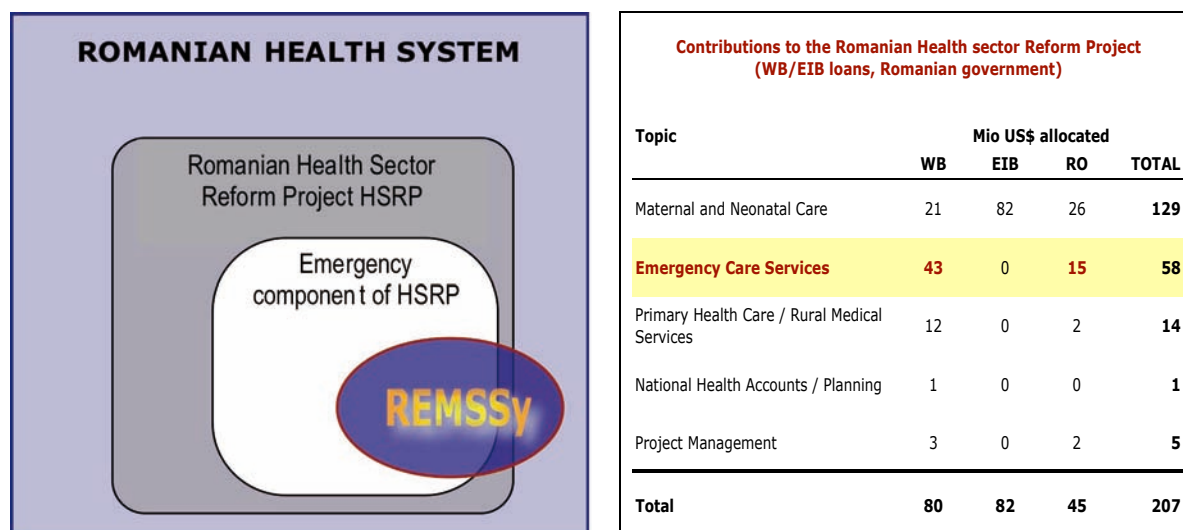 ROMANIAN HEALTH SYSTEM
Romanian Health Sector
Reform Project HSRP
Emergency
component of HSRP
REMSSy
Contributions to the Romanian Health sector Reform Project
(WB/EIB loans, Romanian government)
Topic Mio US$ allocated
WB EIB RO TOTAL
Maternal and Neonatal Care 21 82 26 129
Emergency Care Services 43 0 15 58
Primary Health Care / Rural Medical
Services 12 0 2 14
National Health Accounts / Planning 1 0 0 1
Project Management 3 0 2 5
Total 80 82 45 207